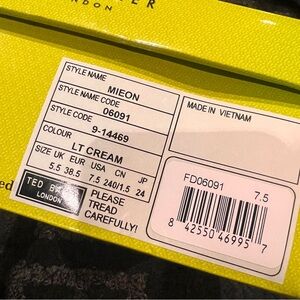 LONDON
STYLE NAME
MIEON
STYLE NAME CODE
06091
STYLE CODE
9-14469
COLOUR
LT CREAM
SIZE UK EUR USA CN JP
5.5 38.5 7.5 240/1.5 24
TED
LONDON
PLEASE
TREAD
CAREFULLY!
MADE IN VIETNAM
FD06091 7.5
8 42550 46995 7